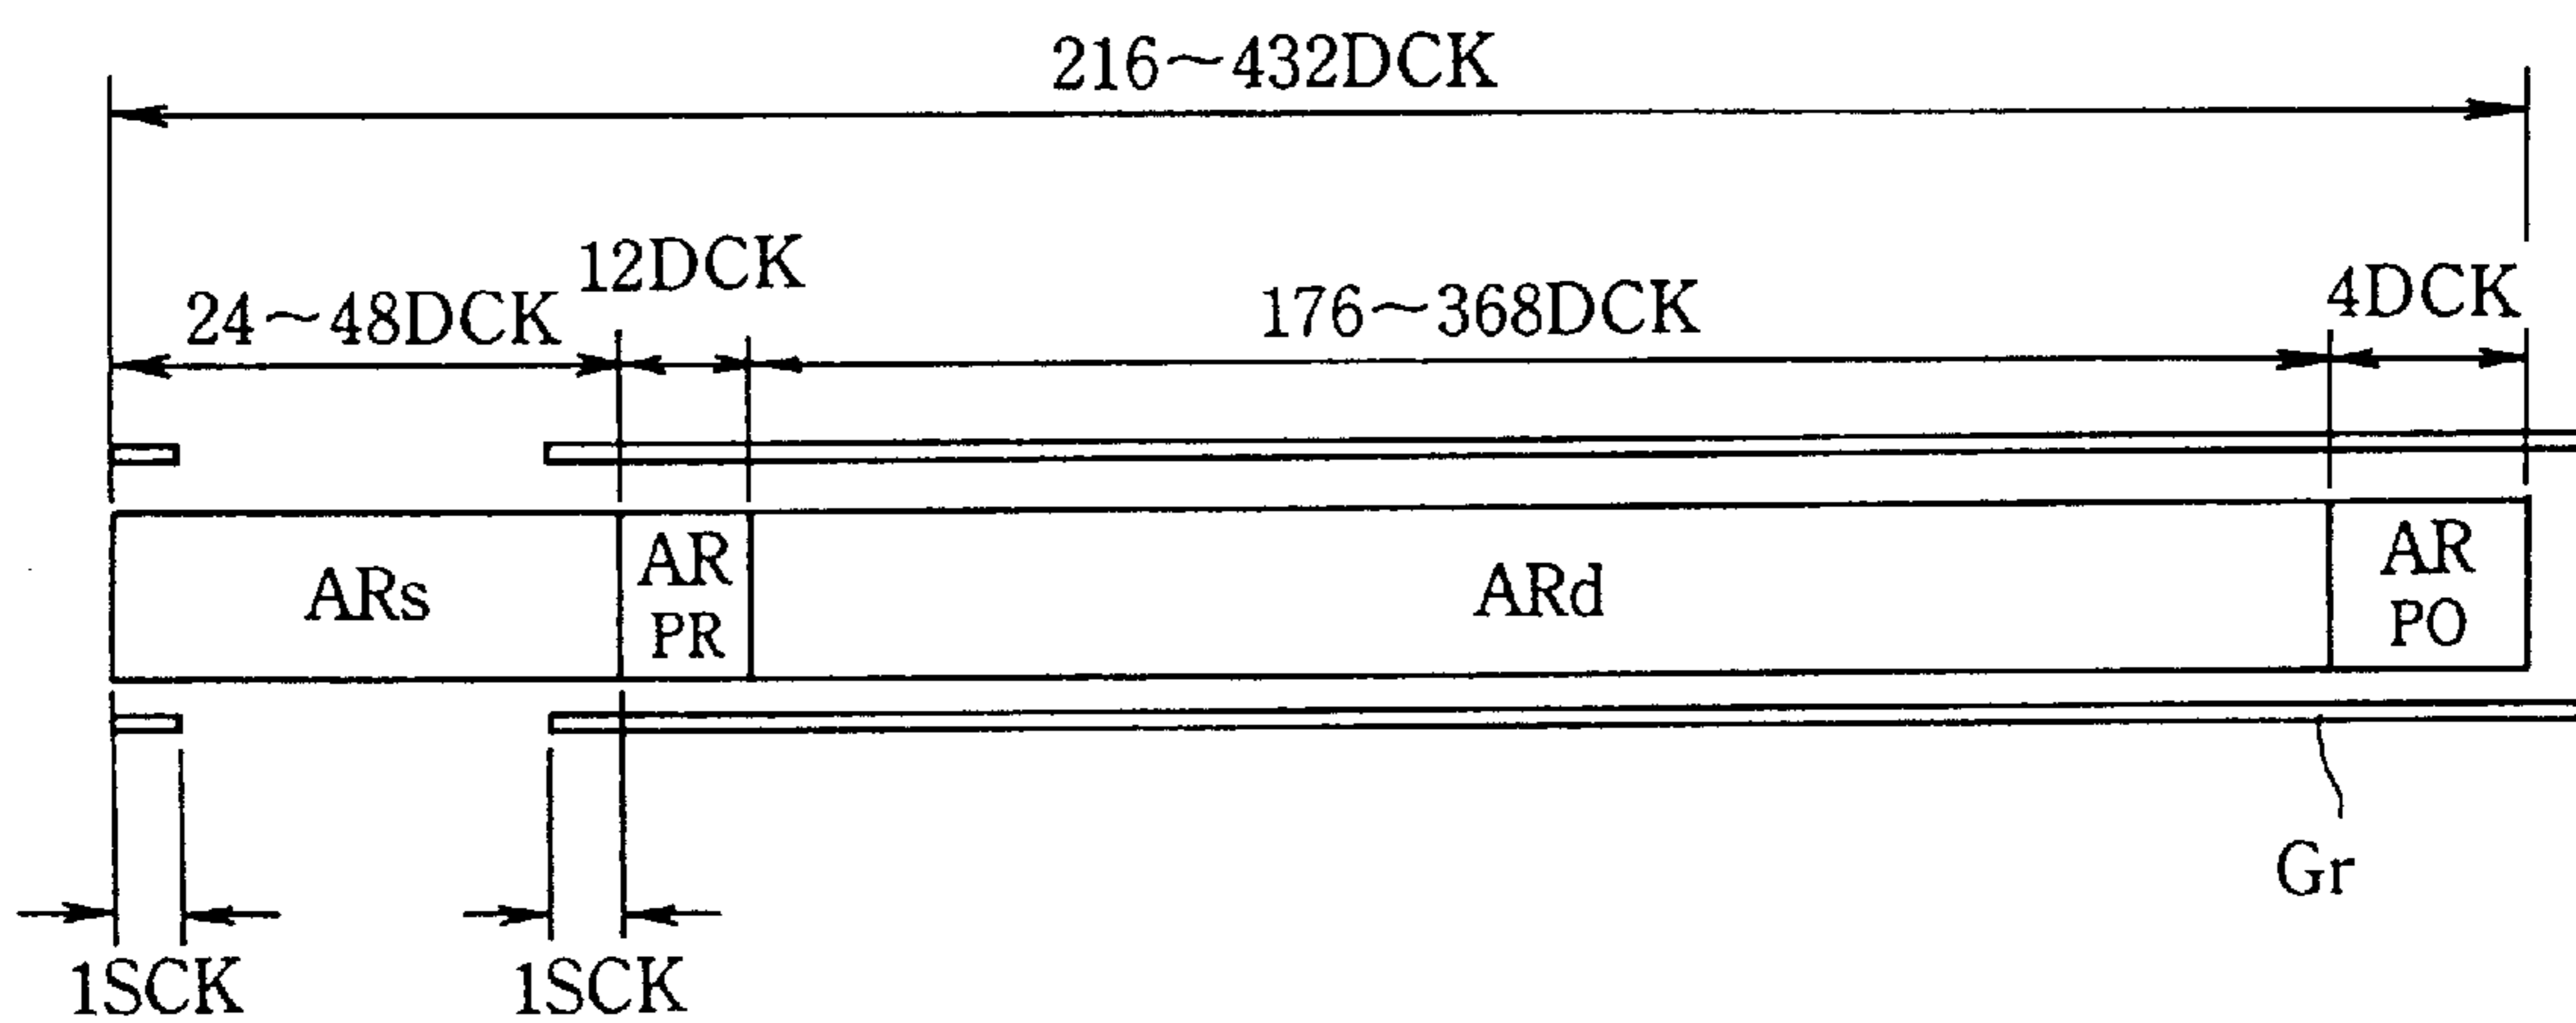 216～432DCK
12DCK
24～48DCK
176～368DCK
4DCK
ARs
AR
PR
ARd
AR
PO
Gr
1SCK
1SCK